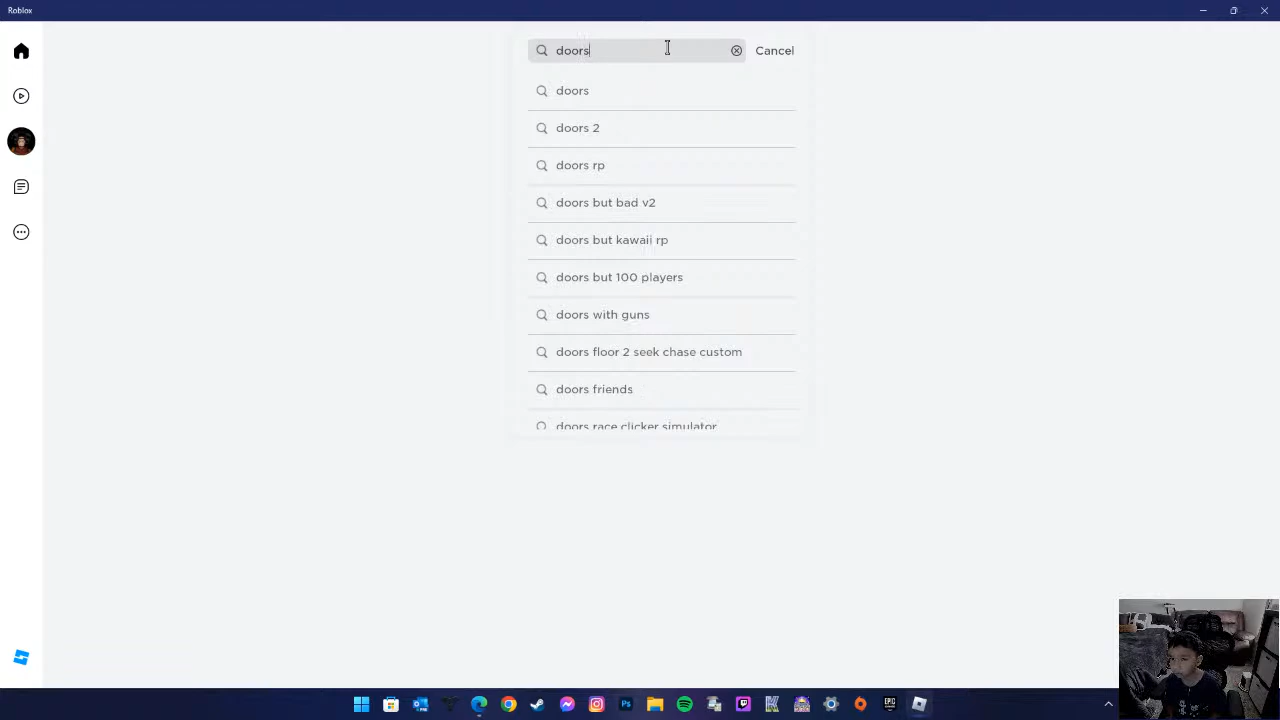 Roblox
doors
Cancel
doors
doors 2
doors rp
doors but bad v2
doors but kawaii rp
doors but 100 players
doors with guns
doors floor 2 seek chase custom
doors friends
doors race clicker simulator
EPIC